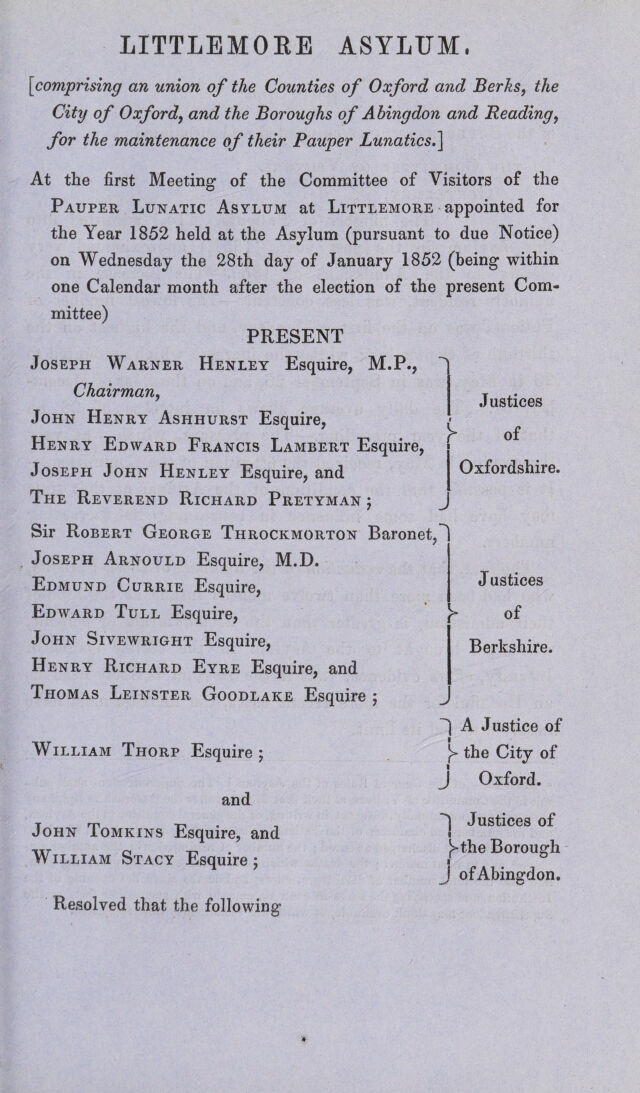 LITTLEMORE ASYLUM.
[comprising an union of the Counties of Oxford and Berks, the
City of Oxford, and the Boroughs of Abingdon and Reading,
for the maintenance of their Pauper Lunatics.]
At the first Meeting of the Committee of Visitors of the
PAUPER LUNATIC ASYLUM at LITTLEMORE appointed for
the Year 1852 held at the Asylum (pursuant to due Notice)
on Wednesday the 28th day of January 1852 (being within
one Calendar month after the election of the present Com-
mittee)
PRESENT
JOSEPH WARNER HENLEY Esquire, M.P.,
Chairman,
JOHN HENRY ASHHURST Esquire,
HENRY EDWARD FRANCIS LAMBERT Esquire,
JOSEPH JOHN HENLEY Esquire, and
THE REVEREND RICHARD PRETYMAN;
Justices
of
Oxfordshire.
Sir ROBERT GEORGE THROCKMORTON Baronet,
JOSEPH ARNOULD Esquire, M.D.
EDMUND CURRIE Esquire,
EDWARD TULL Esquire,
JOHN SIVEWRIGHT Esquire,
HENRY RICHARD EYRE Esquire, and
THOMAS LEINSTER GOODLAKE Esquire;
Justices
of
Berkshire.
WILLIAM THORP Esquire;
A Justice of
the City of
Oxford.
and
JOHN TOMKINS Esquire, and
WILLIAM STACY Esquire;
Justices of
the Borough
of Abingdon.
Resolved that the following